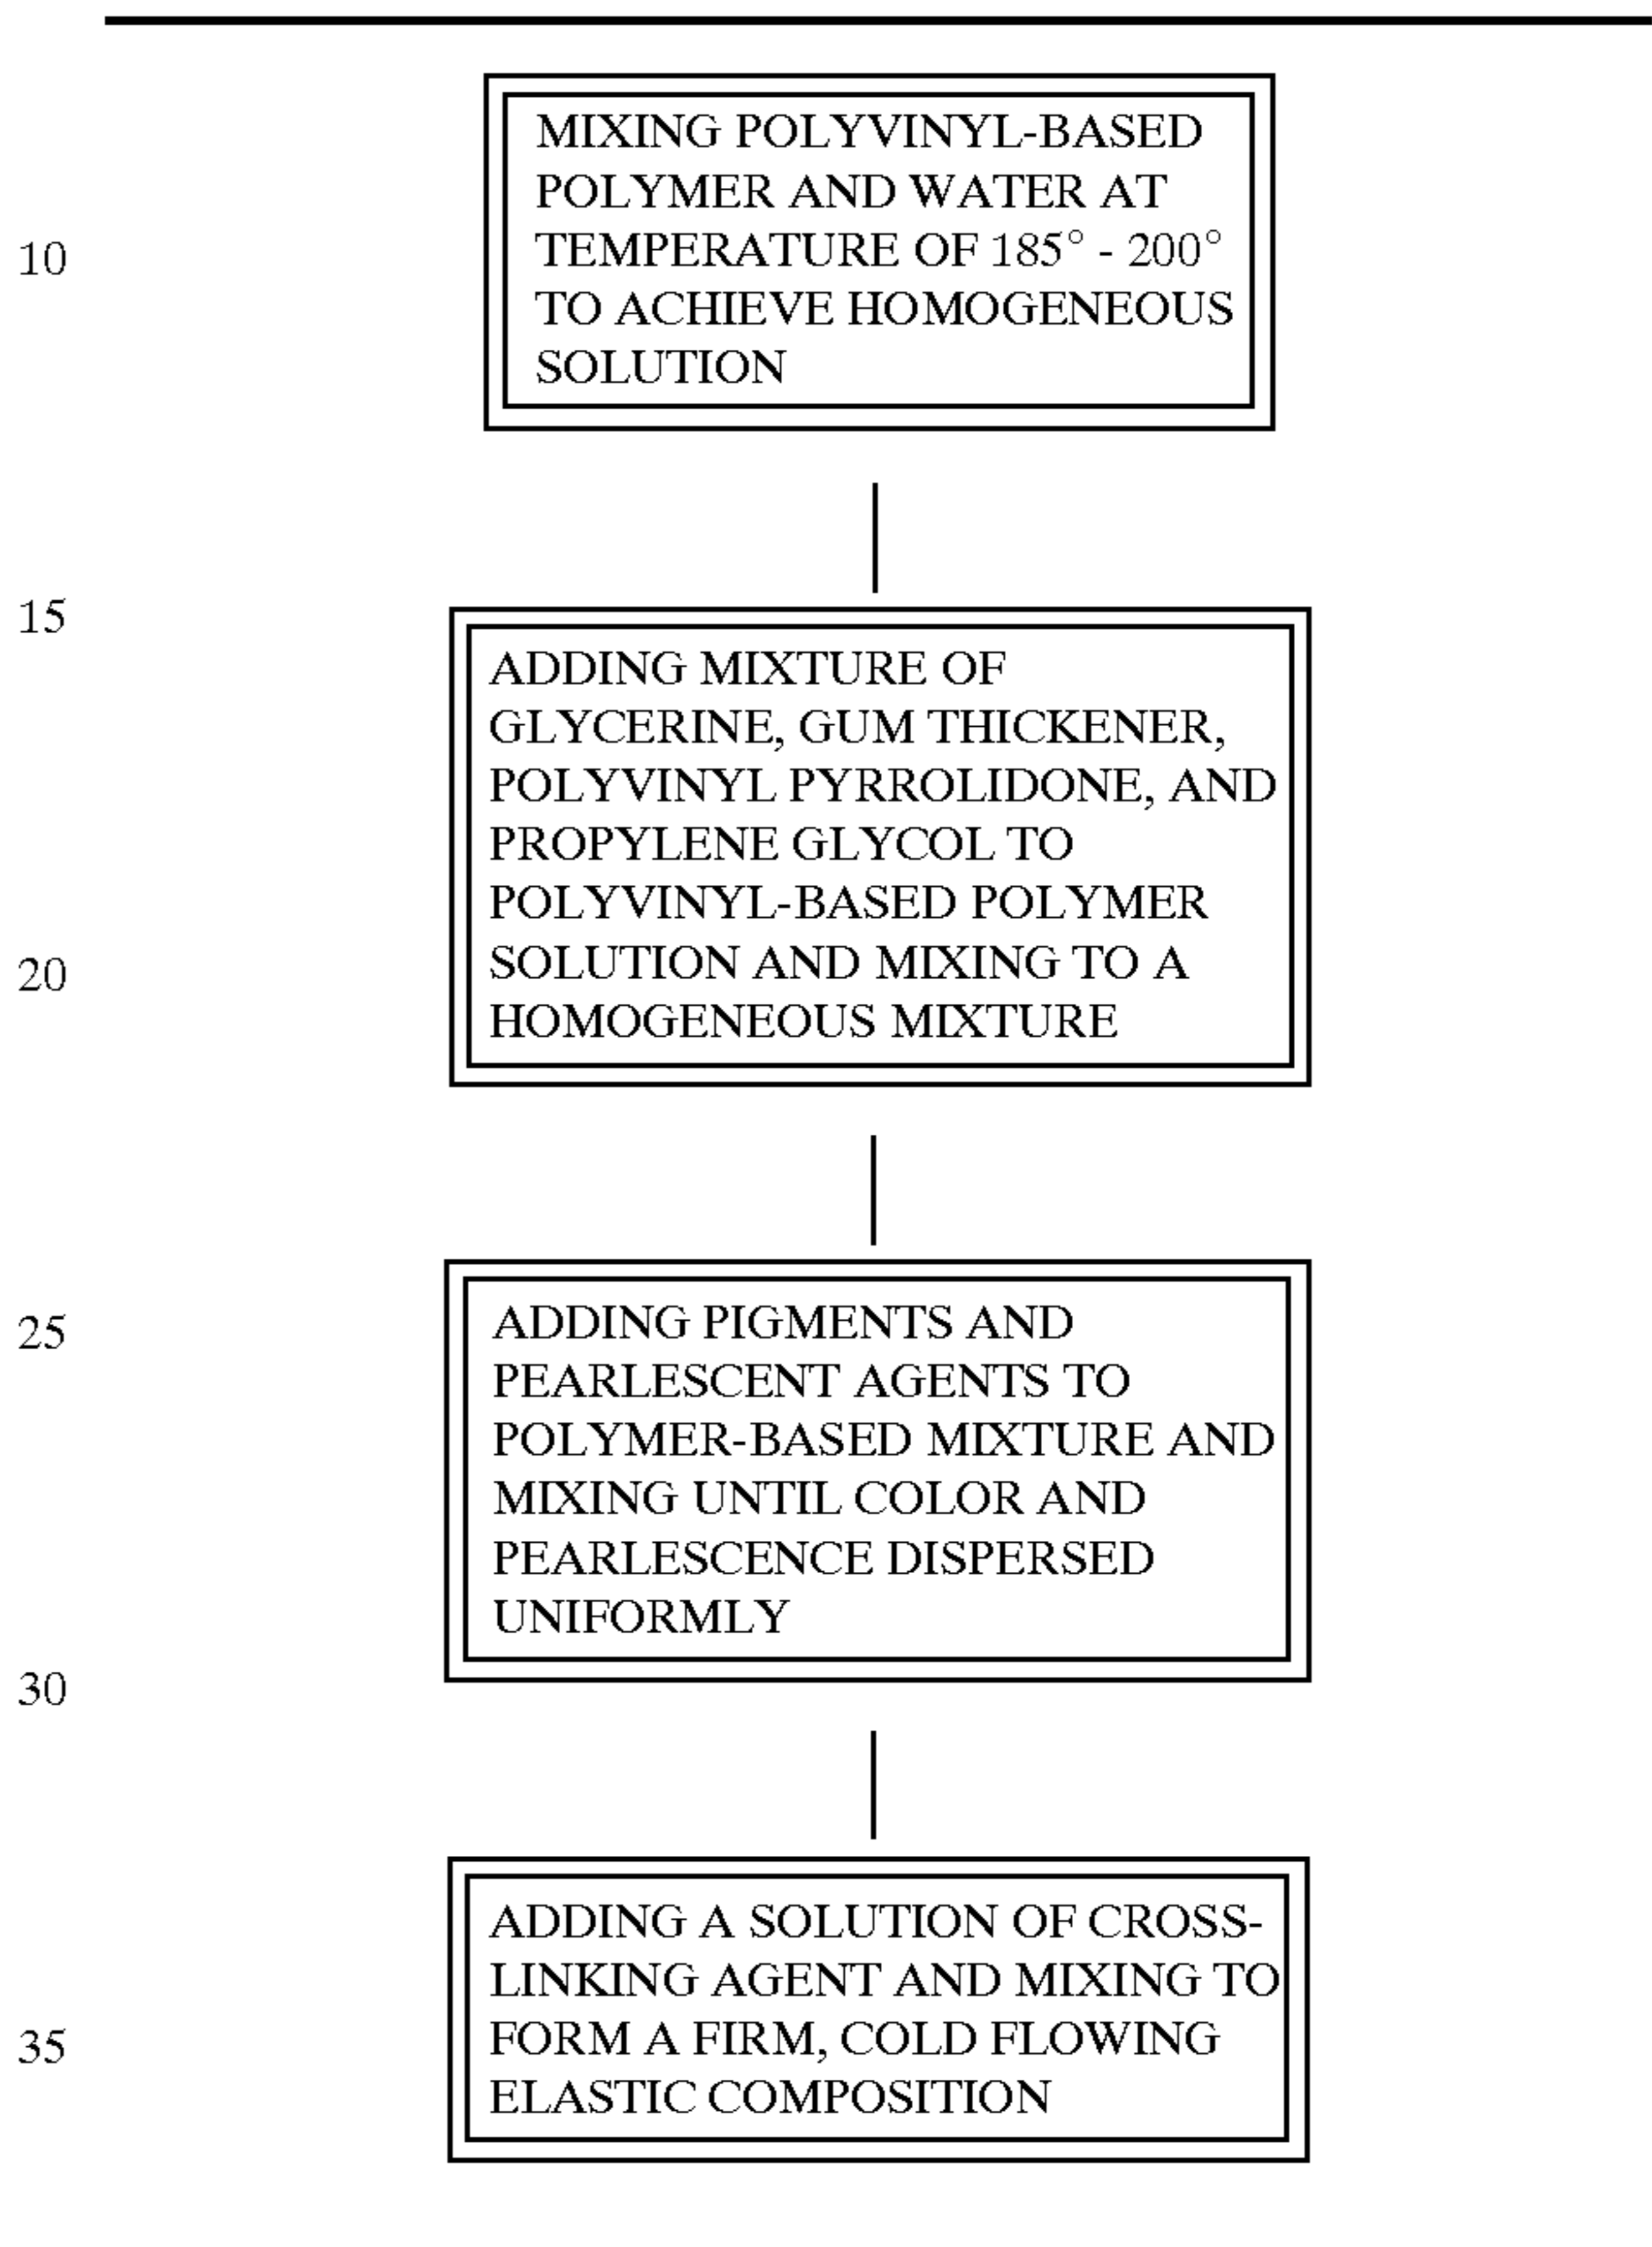 MIXING POLYVINYL-BASED
POLYMER AND WATER AT
10
TEMPERATURE OF 185° - 200°
TO ACHIEVE HOMOGENEOUS
SOLUTION
15
ADDING MIXTURE OF
GLYCERINE, GUM THICKENER,
POLYVINYL PYRROLIDONE, AND
PROPYLENE GLYCOL TO
POLYVINYL-BASED POLYMER
20
SOLUTION AND MIXING TO A
HOMOGENEOUS MIXTURE
25
ADDING PIGMENTS AND
PEARLESCENT AGENTS TO
POLYMER-BASED MIXTURE AND
MIXING UNTIL COLOR AND
PEARLESCENCE DISPERSED
UNIFORMLY
30
ADDING A SOLUTION OF CROSS-
LINKING AGENT AND MIXING TO
35
FORM A FIRM, COLD FLOWING
ELASTIC COMPOSITION